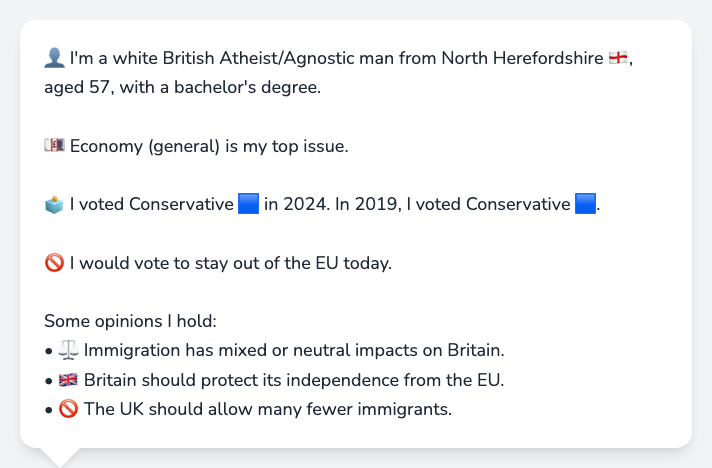 👤 I'm a white British Atheist/Agnostic man from North Herefordshire 🏴󠁧󠁢󠁥󠁮󠁧󠁿,
aged 57, with a bachelor's degree.
💷 Economy (general) is my top issue.
🗳️ I voted Conservative 🟦 in 2024. In 2019, I voted Conservative 🟦.
🚫 I would vote to stay out of the EU today.
Some opinions I hold:
• ⚖️ Immigration has mixed or neutral impacts on Britain.
• 🇬🇧 Britain should protect its independence from the EU.
• 🚫 The UK should allow many fewer immigrants.